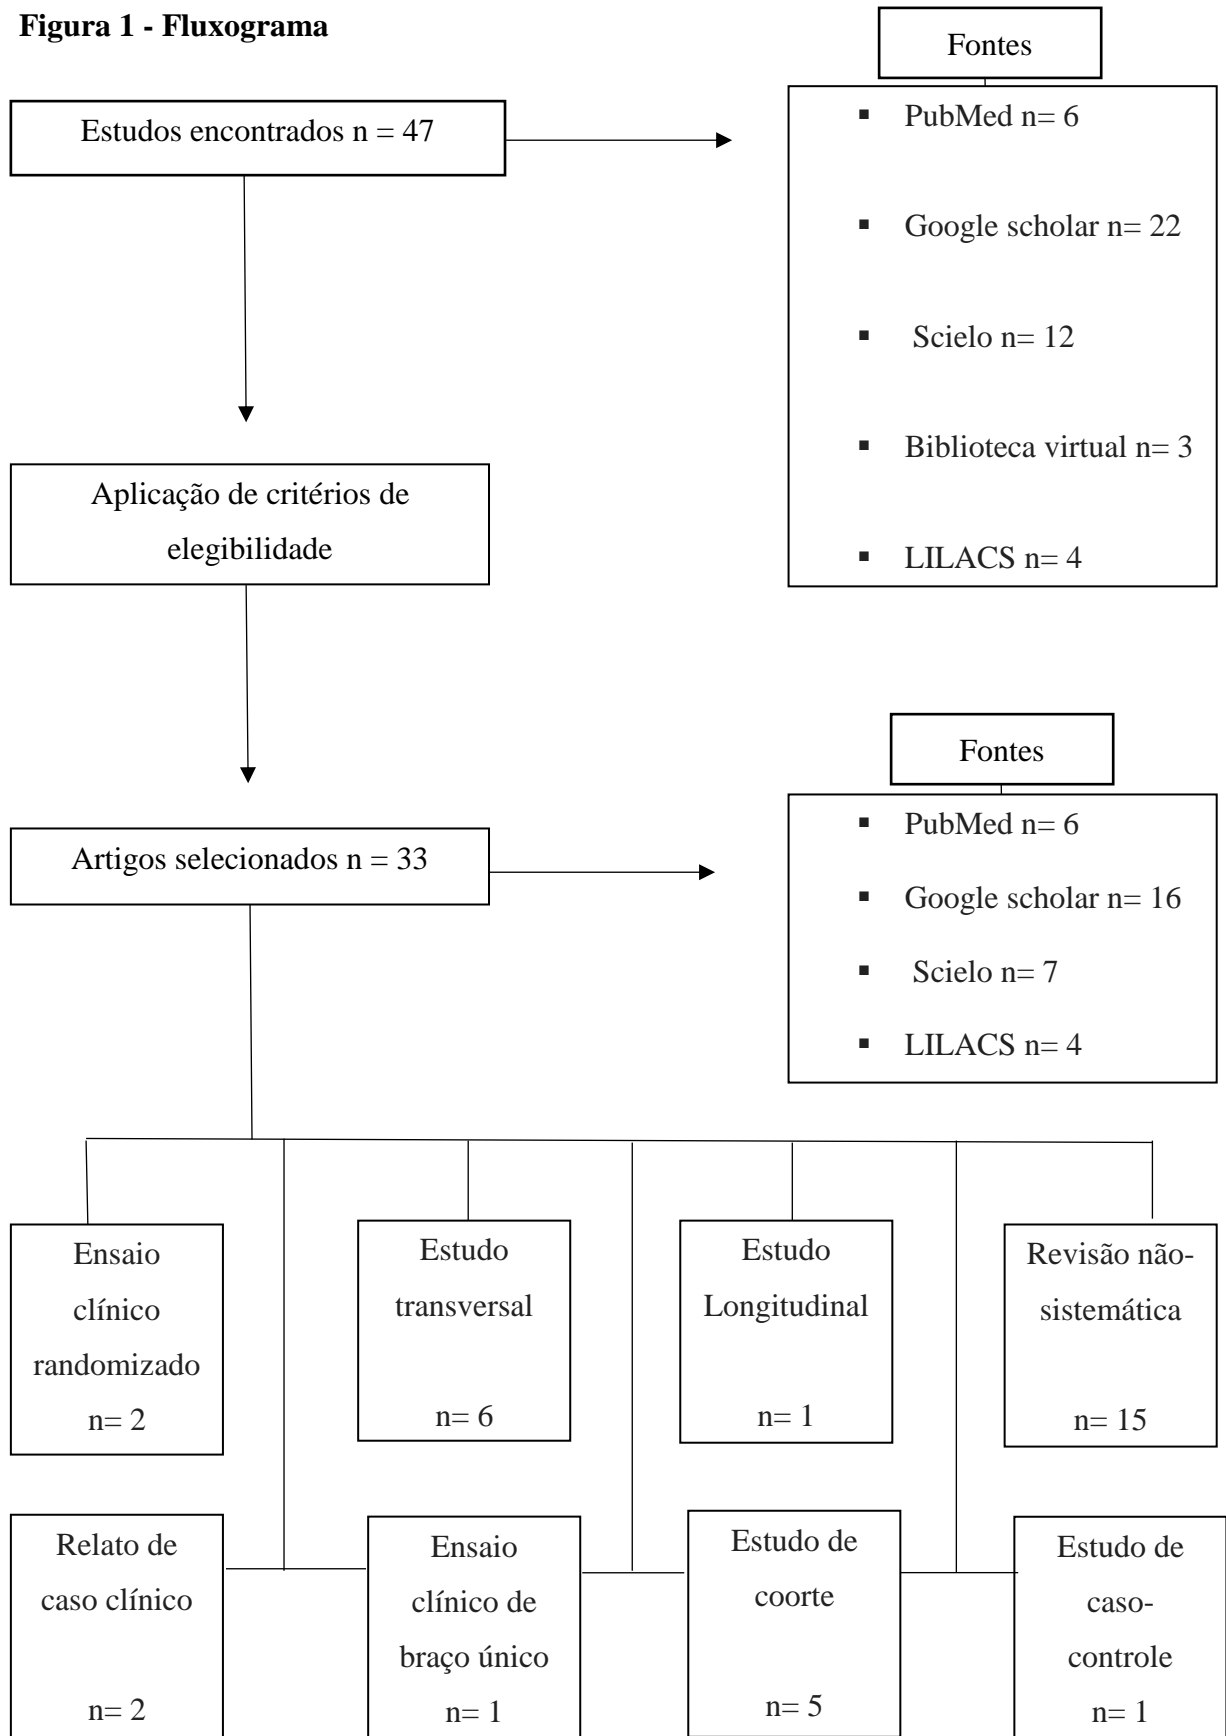 Figura 1 - Fluxograma
Fontes
Estudos encontrados n = 47
▪ PubMed n= 6
▪ Google scholar n= 22
▪ Scielo n= 12
▪ Biblioteca virtual n= 3
▪ LILACS n= 4
Aplicação de critérios de
elegibilidade
Fontes
Artigos selecionados n = 33
▪ PubMed n= 6
▪ Google scholar n= 16
▪ Scielo n= 7
▪ LILACS n= 4
Ensaio
clínico
randomizado
n= 2
Estudo
transversal
n= 6
Estudo
Longitudinal
n= 1
Revisão não-
sistemática
n= 15
Relato de
caso clínico
n= 2
Ensaio
clínico de
braço único
n= 1
Estudo de
coorte
n= 5
Estudo de
caso-
controle
n= 1